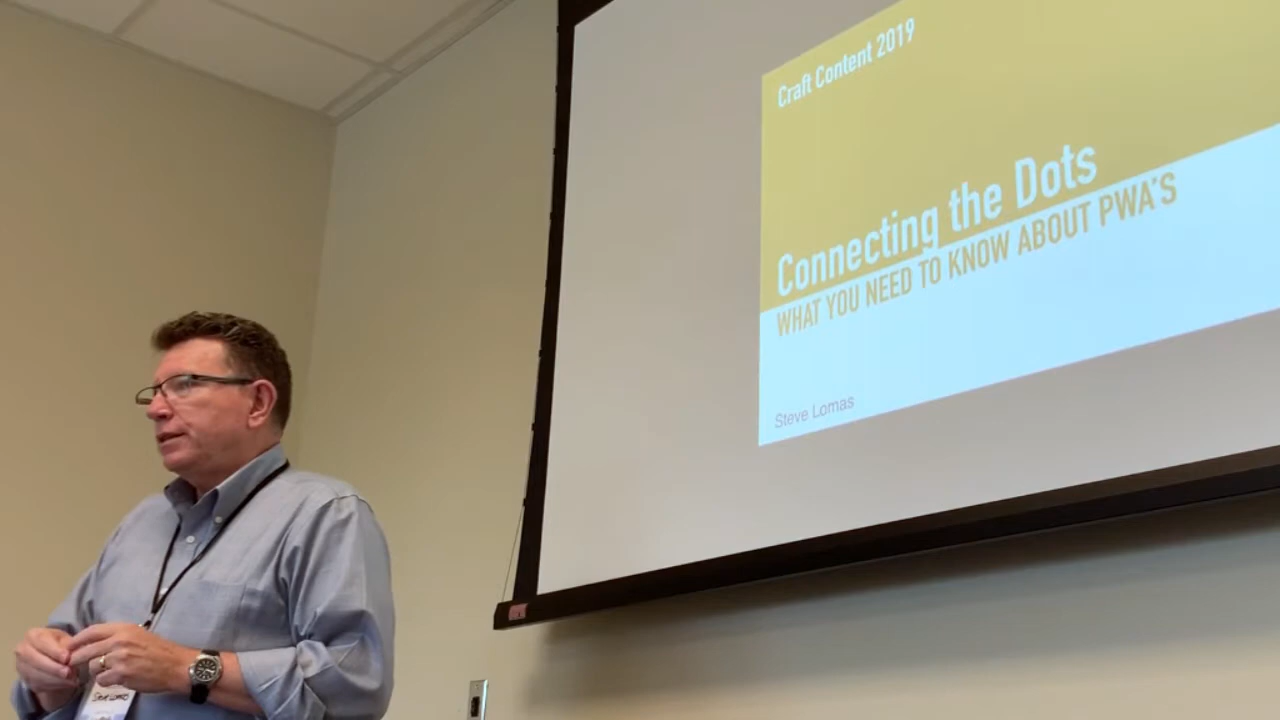 Craft Content 2019
Connecting the Dots
WHAT YOU NEED TO KNOW ABOUT PWA'S
Steve Lomas